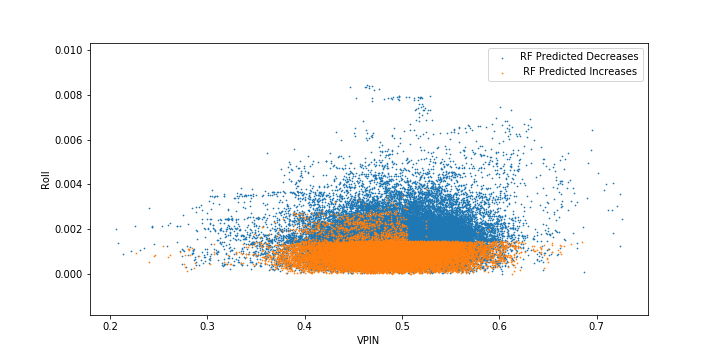 RF Predicted Decreases
RF Predicted Increases
0.010
0.008
0.006
0.004
0.002
0.000
Roll
0.2 0.3 0.4 0.5 0.6 0.7
VPIN